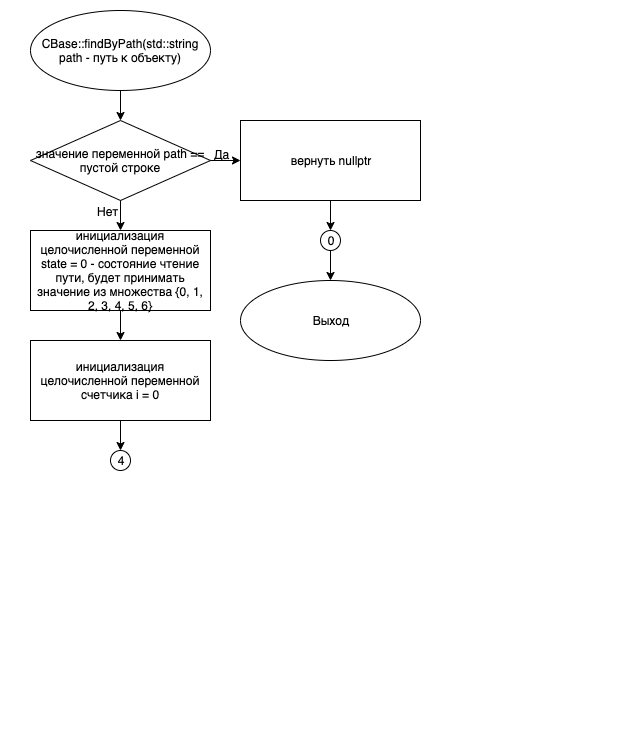 CBase::findByPath(std::string
path - путь к объекту)
значение переменной path ==
пустой строке
Да
вернуть nullptr
Нет
инициализация
целочисленной переменной
state = 0 - состояние чтение
пути, будет принимать
значение из множества {0, 1,
2, 3, 4, 5, 6}
0
Выход
инициализация
целочисленной переменной
счетчика i = 0
4